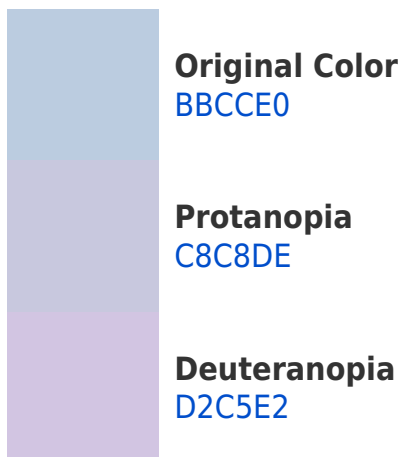 Original Color
BBCCE0
Protanopia
C8C8DE
Deuteranopia
D2C5E2